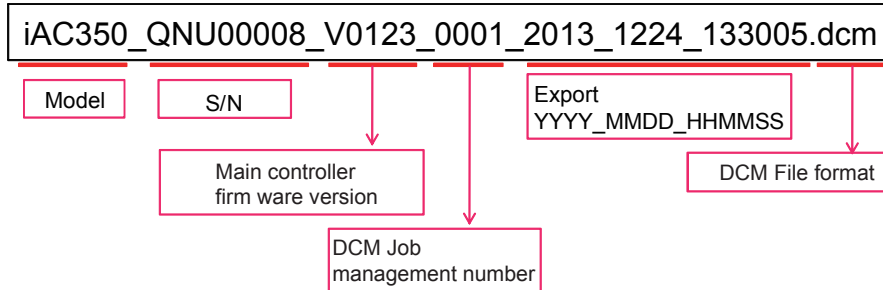 iAC350_QNU00008_V0123_0001_2013_1224_133005.dcm
Model
S/N
Export
YYYY_MMDD_HHMMSS
Main controller
firm ware version
DCM File format
DCM Job
management number